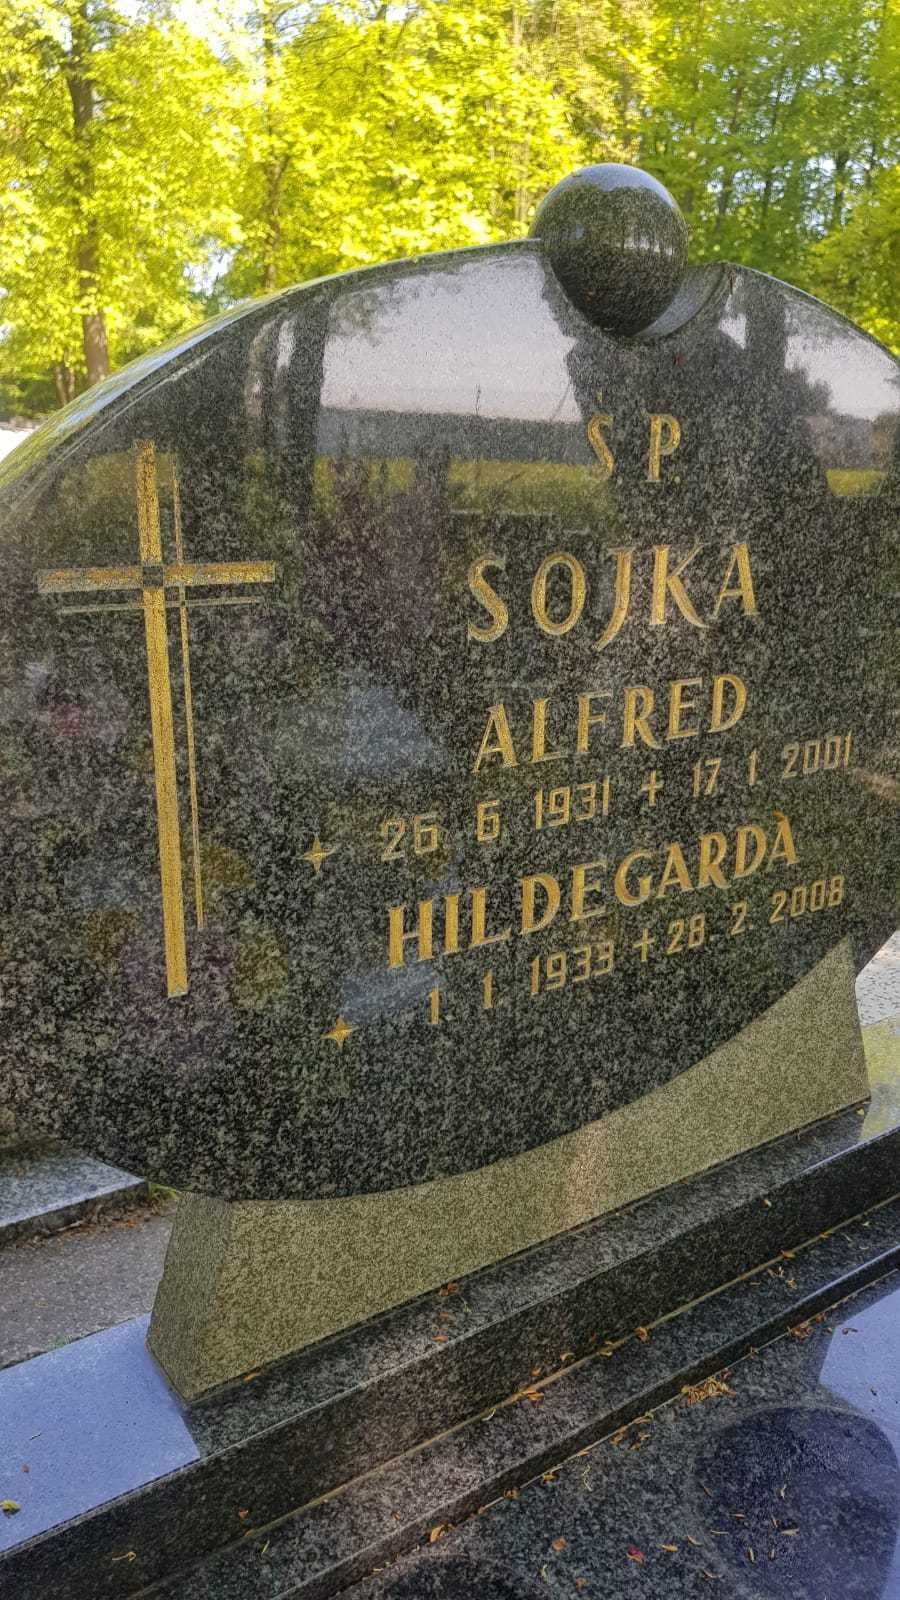 Ś.P.
SOJKA
ALFRED
26 6 1931 + 17 1 2001
HILDEGARDA
1. 1 1933 + 28. 2. 2008